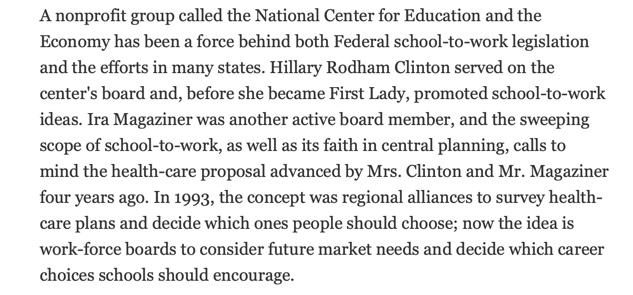 A nonprofit group called the National Center for Education and the
Economy has been a force behind both Federal school-to-work legislation
and the efforts in many states. Hillary Rodham Clinton served on the
center's board and, before she became First Lady, promoted school-to-work
ideas. Ira Magaziner was another active board member, and the sweeping
scope of school-to-work, as well as its faith in central planning, calls to
mind the health-care proposal advanced by Mrs. Clinton and Mr. Magaziner
four years ago. In 1993, the concept was regional alliances to survey health-
care plans and decide which ones people should choose; now the idea is
work-force boards to consider future market needs and decide which career
choices schools should encourage.